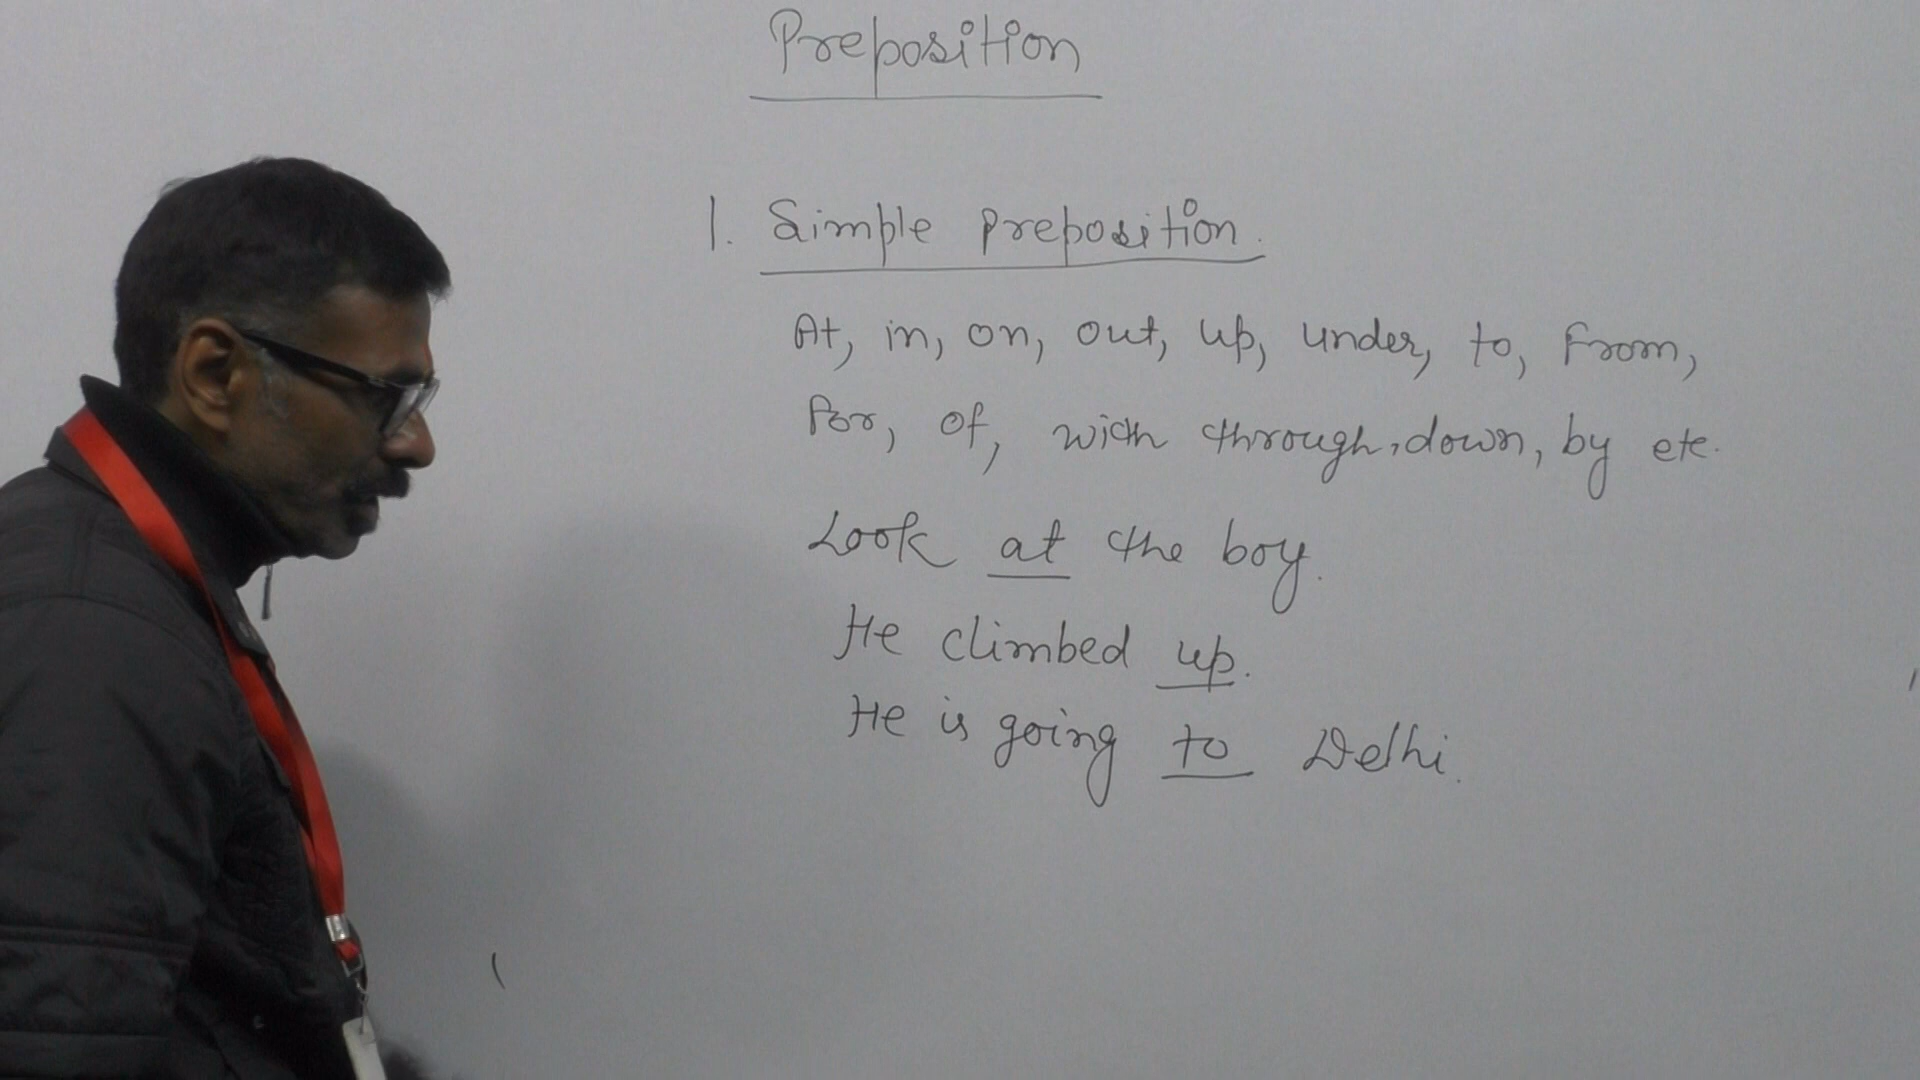 Preposition
1. Simple preposition.
At, in, on, out, up, under, to, From,
For, of, with through, down, by etc.
Look at the boy.
He climbed up.
He is going to Delhi.